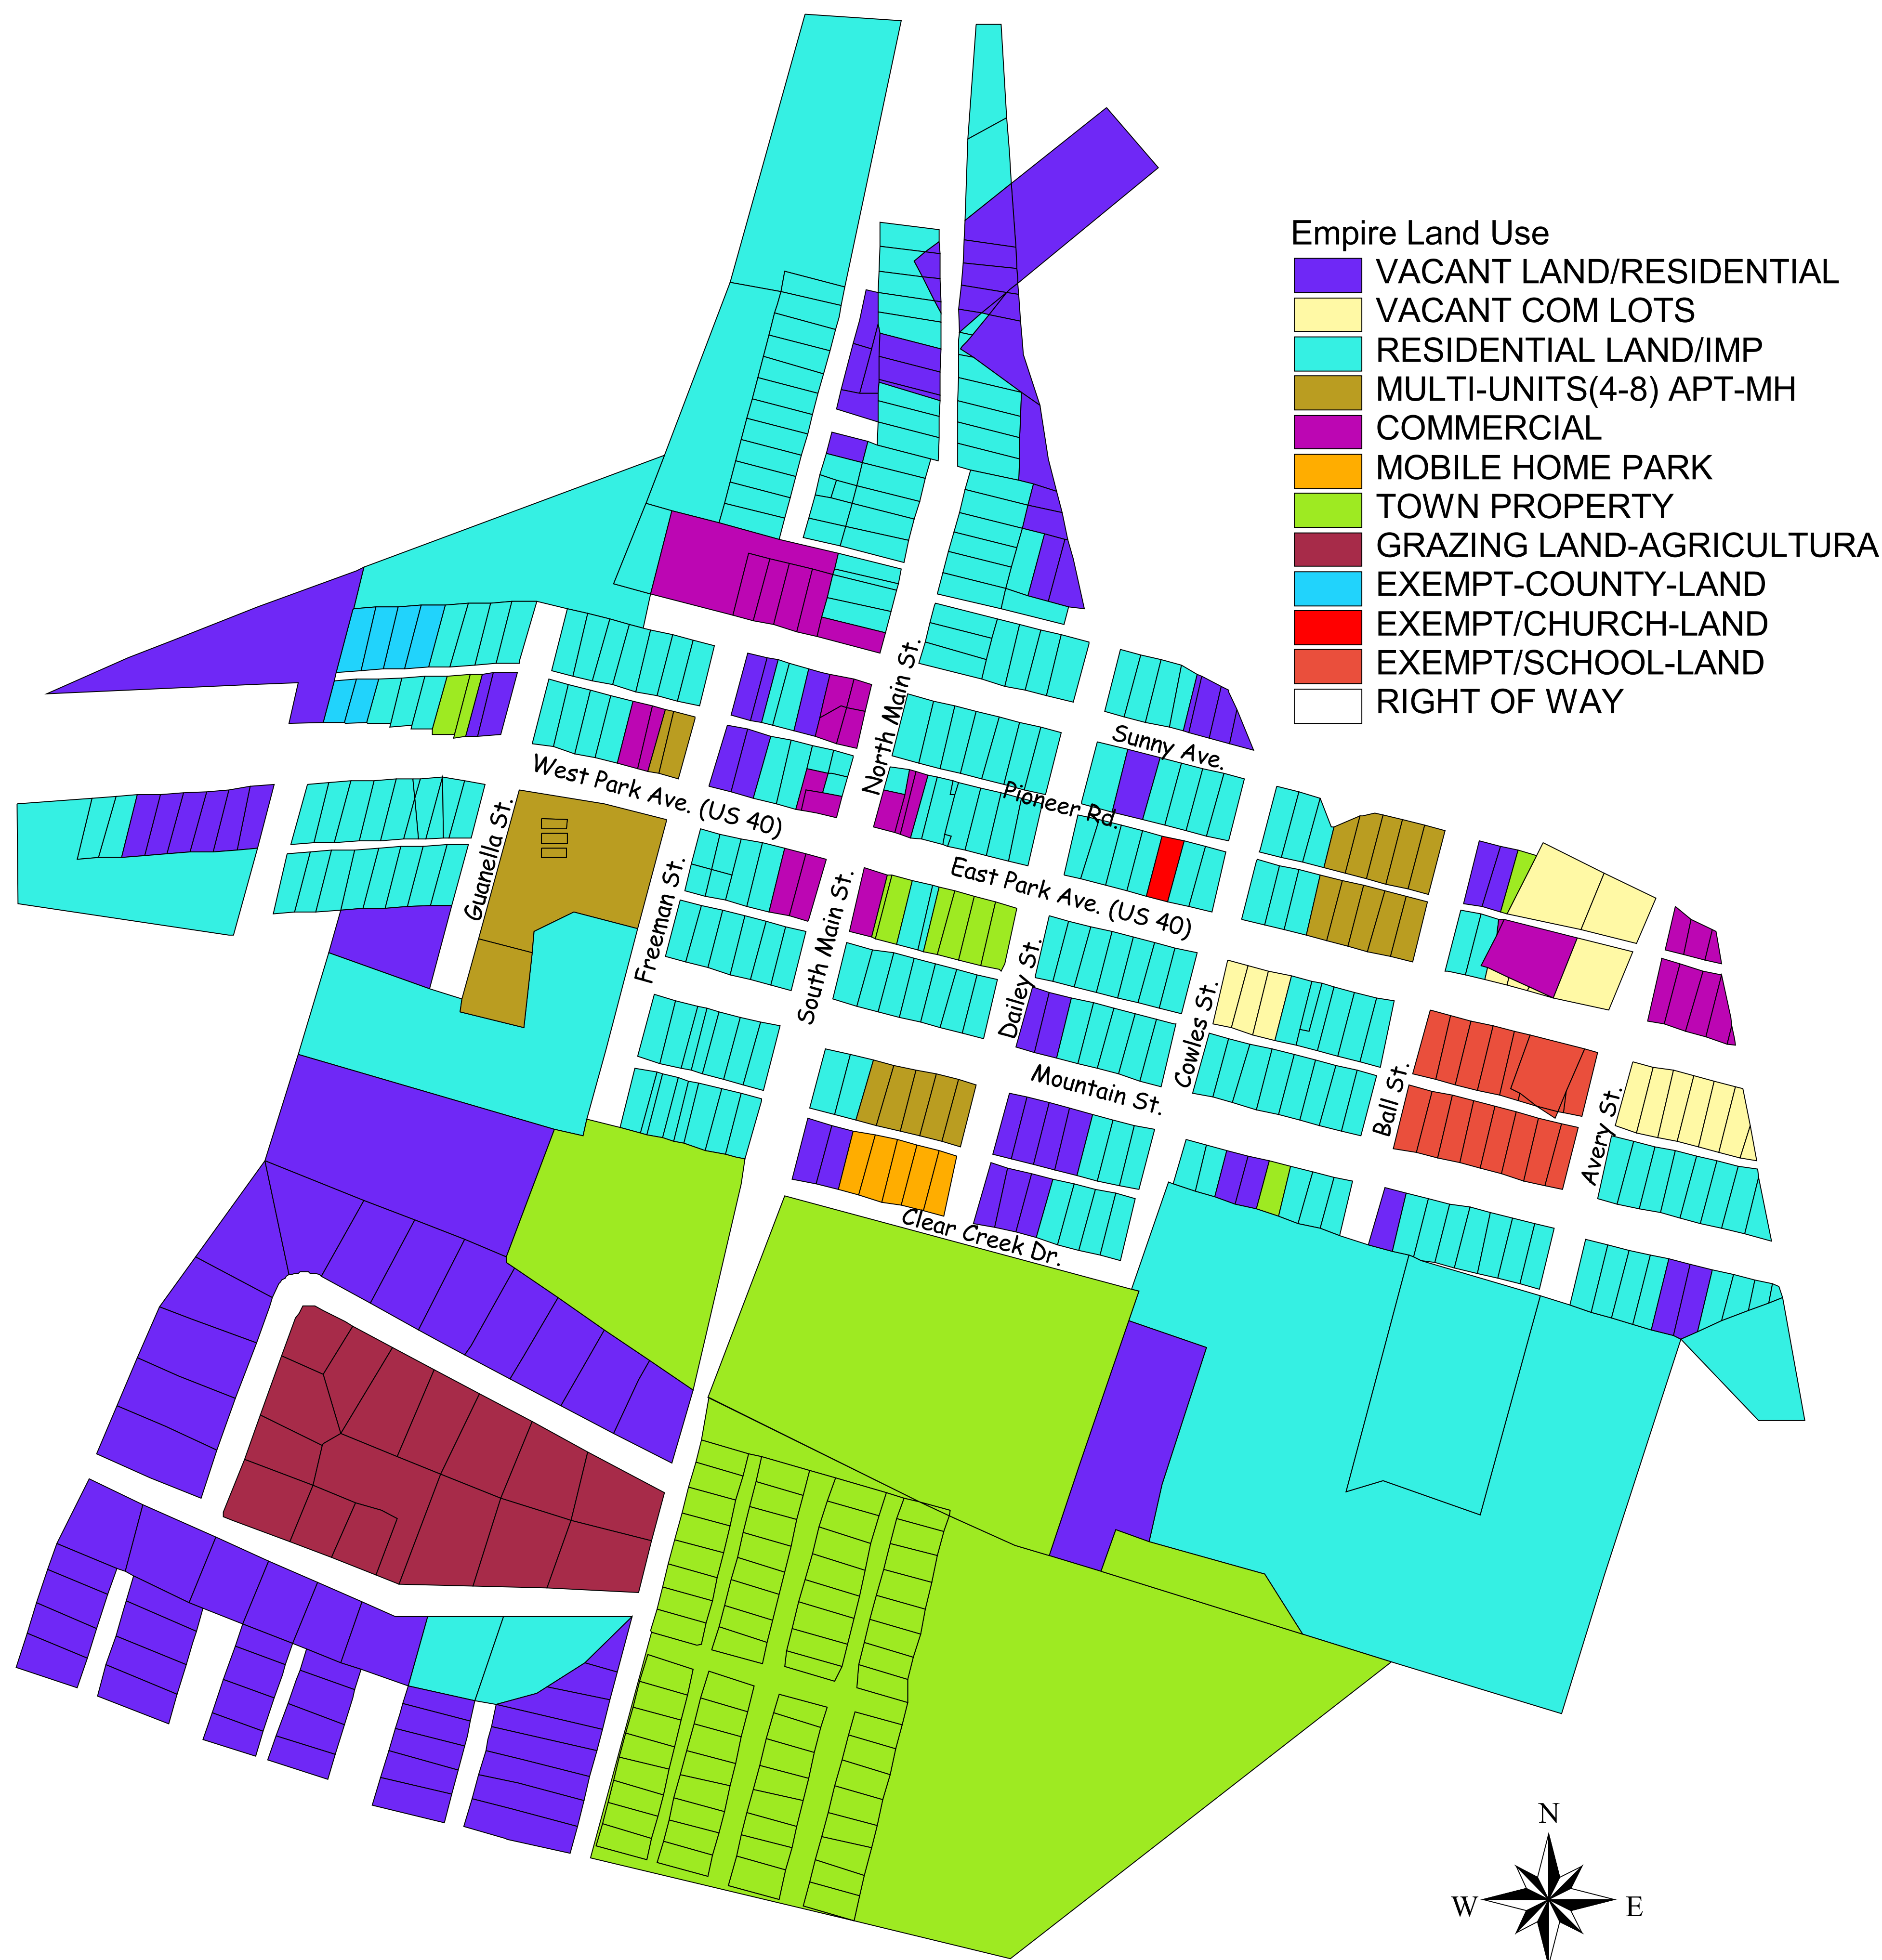 Empire Land Use
VACANT LAND/RESIDENTIAL
VACANT COM LOTS
RESIDENTIAL LAND/IMP
MULTI-UNITS(4-8) APT-MH
COMMERCIAL
MOBILE HOME PARK
TOWN PROPERTY
GRAZING LAND-AGRICULTURA
EXEMPT-COUNTY-LAND
EXEMPT/CHURCH-LAND
EXEMPT/SCHOOL-LAND
RIGHT OF WAY
North Main St.
Sunny Ave.
Pioneer Rd.
West Park Ave. (US 40)
Guanella St.
Freeman St.
East Park Ave. (US 40)
South Main St.
Dailey St.
Cowles St.
Mountain St.
Ball St.
Avery St.
Clear Creek Dr.
N
W
E